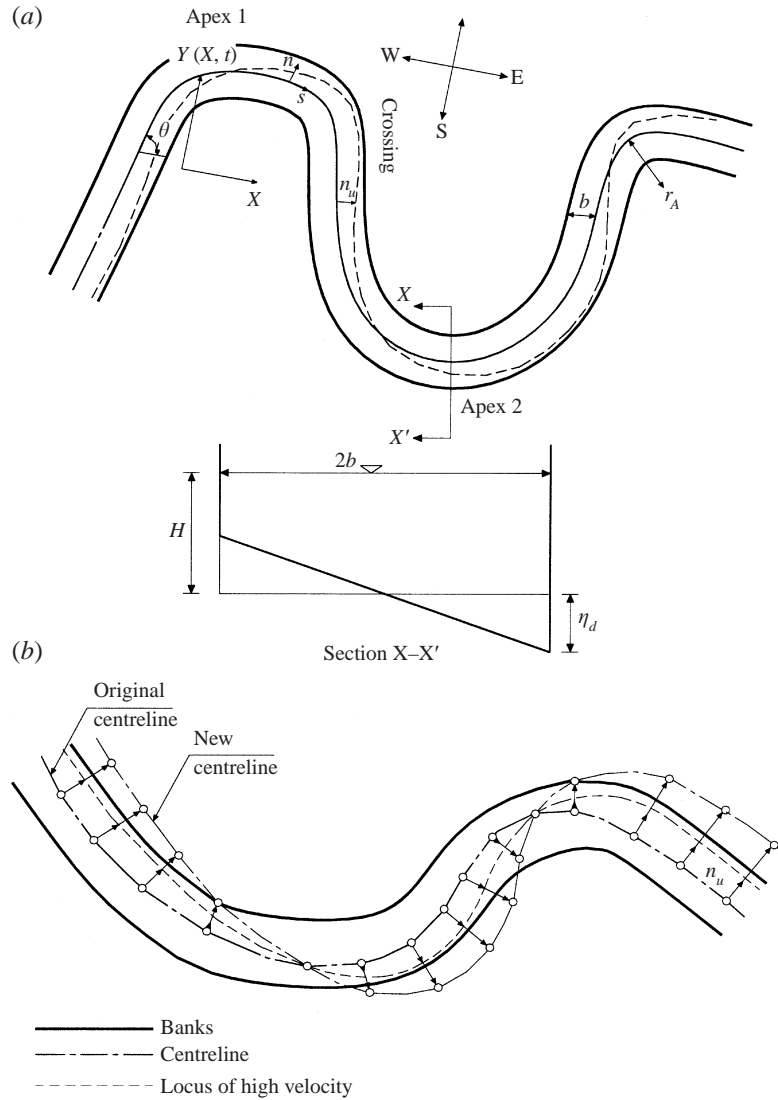 (a)
Apex 1
Y (X, t)
n
W
E
S
s
Crossing
θ
X
n_u
b
r_A
X
Apex 2
X′
2b
H
η_d
Section X–X′
(b)
Original
centreline
New
centreline
n_u
Banks
Centreline
Locus of high velocity